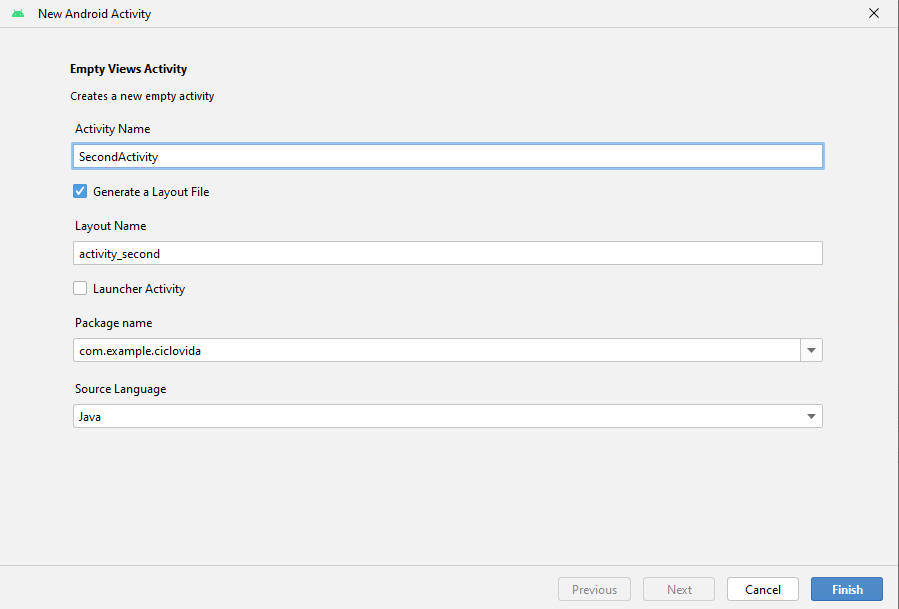 New Android Activity
Empty Views Activity
Creates a new empty activity
Activity Name
SecondActivity
Generate a Layout File
Layout Name
activity_second
Launcher Activity
Package name
com.example.ciclovida
Source Language
Java
Previous Next Cancel Finish